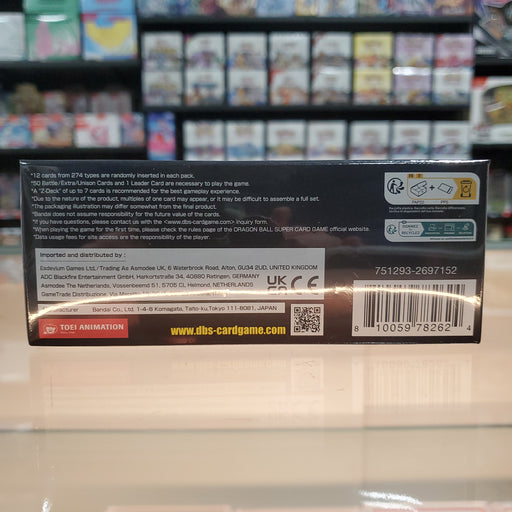 *12 cards from 274 types are randomly inserted in each pack.
*50 Battle/Extra/Unison Cards and 1 Leader Card are necessary to play the game.
*A "Z-Deck" of up to 7 cards is recommended for the best gameplay experience.
*Due to the nature of the product, multiples of one card may appear, or it may be difficult to assemble a full set.
*The packaging illustration may differ somewhat from the final product.
*Bandai does not assume responsibility for the future value of the cards.
*If you have questions, please contact us with the <www.dbs-cardgame.com> inquiry form.
*When playing the game for the first time, please check the rules page of the DRAGON BALL SUPER CARD GAME official website.
*Data usage fees for site access are the responsibility of the player.
Imported and distributed by:
Esdevium Games Ltd./Trading As Asmodee UK, 6 Waterbrook Road, Alton, GU34 2UD, UNITED KINGDOM
ADC Blackfire Entertainment GmbH, Harkortstraße 34, 40880 Ratingen, GERMANY
Asmodee The Netherlands, Vossenbeemd 51, 5705 CL Helmond, NETHERLANDS
GameTrade Distribuzione, Via
UK CA CE
Manufacturer Bandai Co., Ltd. 1-4-8 Komagata, Taito-ku, Tokyo 111-8081, JAPAN
TOEI ANIMATION
www.dbs-cardgame.com
PAP + PP5
751293-2697152
8 10059 78262 4